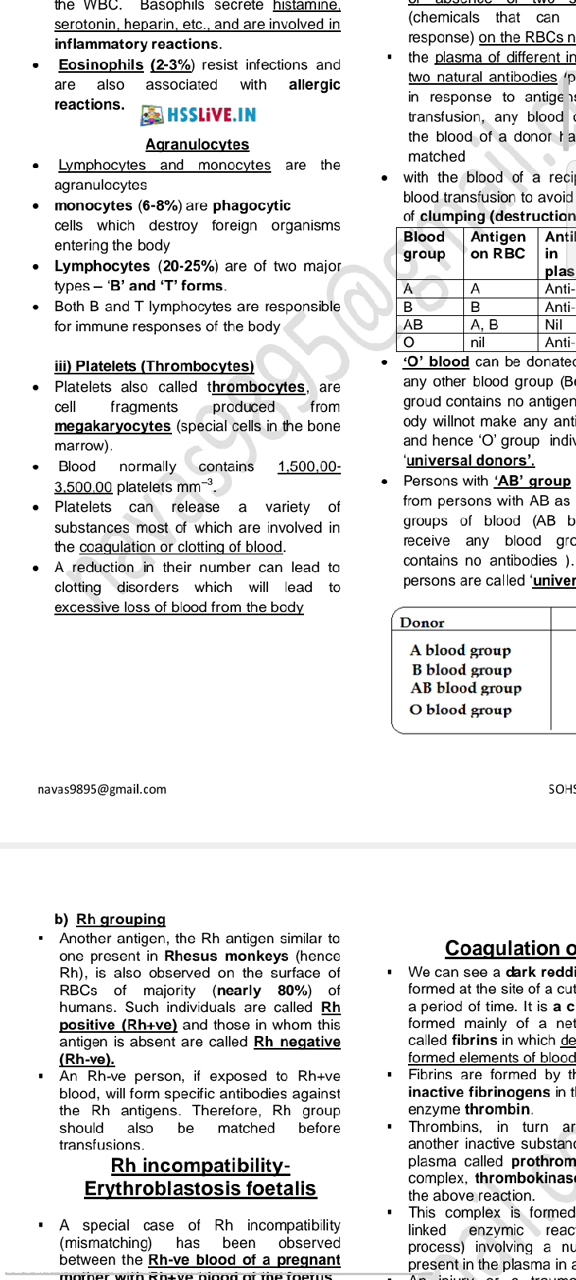 the WBC. Basophils secrete histamine,
serotonin, heparin, etc., and are involved in
inflammatory reactions.
• Eosinophils (2-3%) resist infections and
are also associated with allergic
reactions.
HSSLiVE.IN
Agranulocytes
• Lymphocytes and monocytes are the
agranulocytes
• monocytes (6-8%) are phagocytic
cells which destroy foreign organisms
entering the body
• Lymphocytes (20-25%) are of two major
types – ‘B’ and ‘T’ forms.
• Both B and T lymphocytes are responsible
for immune responses of the body
iii) Platelets (Thrombocytes)
• Platelets also called thrombocytes, are
cell fragments produced from
megakaryocytes (special cells in the bone
marrow).
• Blood normally contains 1,500,00-
3,500,00 platelets mm⁻³.
• Platelets can release a variety of
substances most of which are involved in
the coagulation or clotting of blood.
• A reduction in their number can lead to
clotting disorders which will lead to
excessive loss of blood from the body
(chemicals that can
response) on the RBCs
▪ the plasma of different
two natural antibodies
in response to
transfusion, any blood
the blood of a donor
matched
• with the blood of a
blood transfusion to avoid
of clumping (destruction
Blood group Antigen on RBC in
A A Anti-
B B Anti-
AB A, B Nil
O nil Anti-
• ‘O’ blood can be donated
any other blood group
groud contains no
ody willnot make any
and hence ‘O’ group
‘universal donors’.
• Persons with ‘AB’ group
from persons with AB as
groups of blood (AB
receive any blood
contains no antibodies ).
persons are called
Donor
A blood group
B blood group
AB blood group
O blood group
navas9895@gmail.com
navas9895@gmail.com
b) Rh grouping
▪ Another antigen, the Rh antigen similar to
one present in Rhesus monkeys (hence
Rh), is also observed on the surface of
RBCs of majority (nearly 80%) of
humans. Such individuals are called Rh
positive (Rh+ve) and those in whom this
antigen is absent are called Rh negative
(Rh-ve).
▪ An Rh-ve person, if exposed to Rh+ve
blood, will form specific antibodies against
the Rh antigens. Therefore, Rh group
should also be matched before
transfusions.
Rh incompatibility-
Erythroblastosis foetalis
▪ A special case of Rh incompatibility
(mismatching) has been observed
between the Rh-ve blood of a pregnant
mother with Rh+ve blood of the foetus.
Coagulation
▪ We can see a dark
formed at the site of a cut
a period of time. It is a
formed mainly of a
called fibrins in which
formed elements of blood
▪ Fibrins are formed by
inactive fibrinogens in
enzyme thrombin.
▪ Thrombins, in turn
another inactive
plasma called
complex, thrombokinase
the above reaction.
▪ This complex is formed
linked enzymic
process) involving a
present in the plasma in